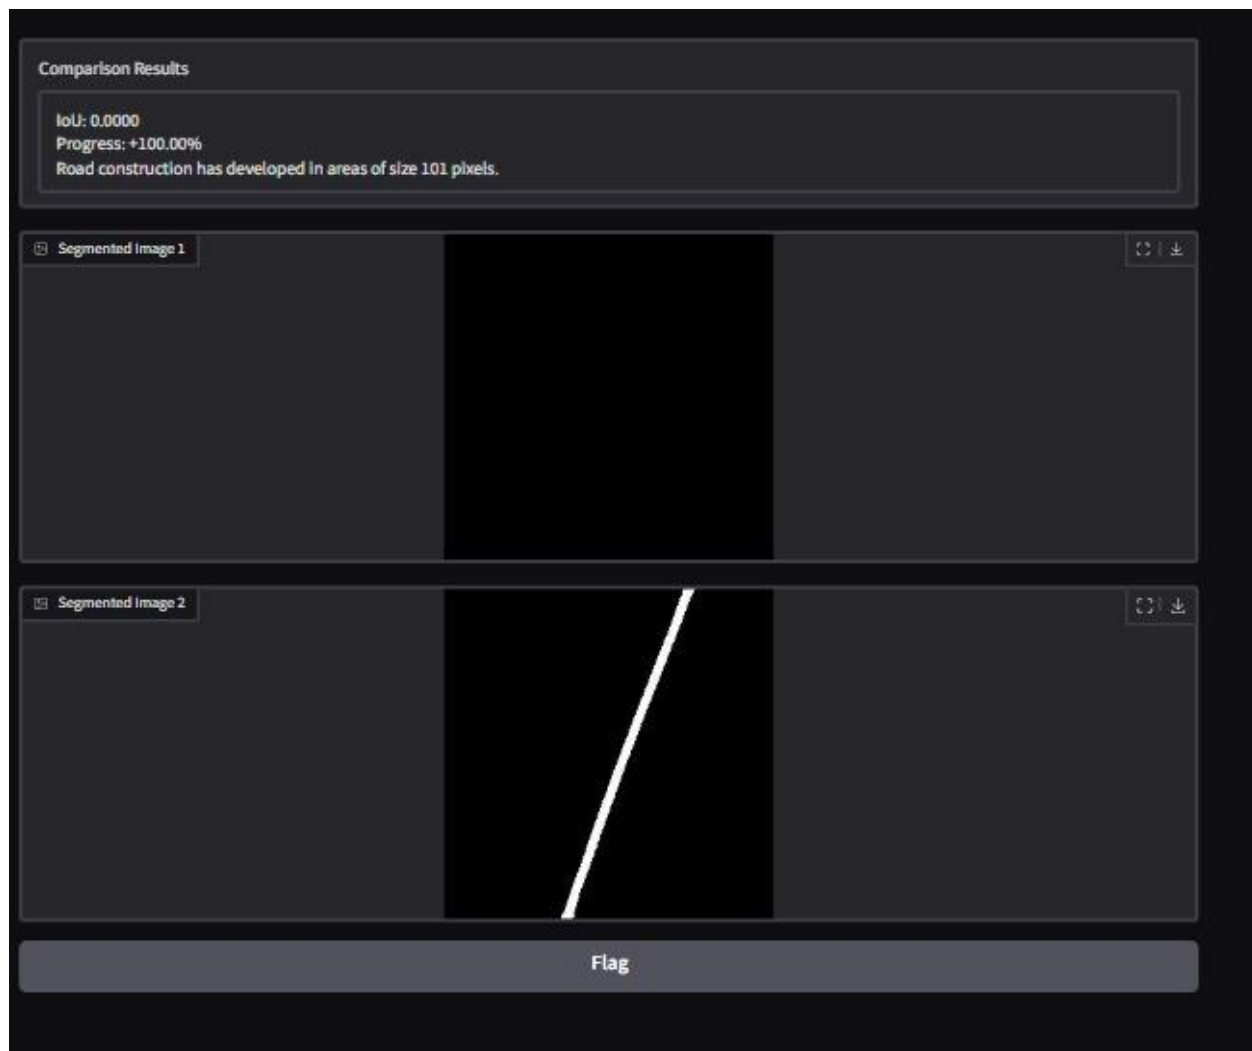 Comparison Results
IoU: 0.0000
Progress: +100.00%
Road construction has developed in areas of size 101 pixels.
Segmented Image 1
Segmented Image 2
Flag